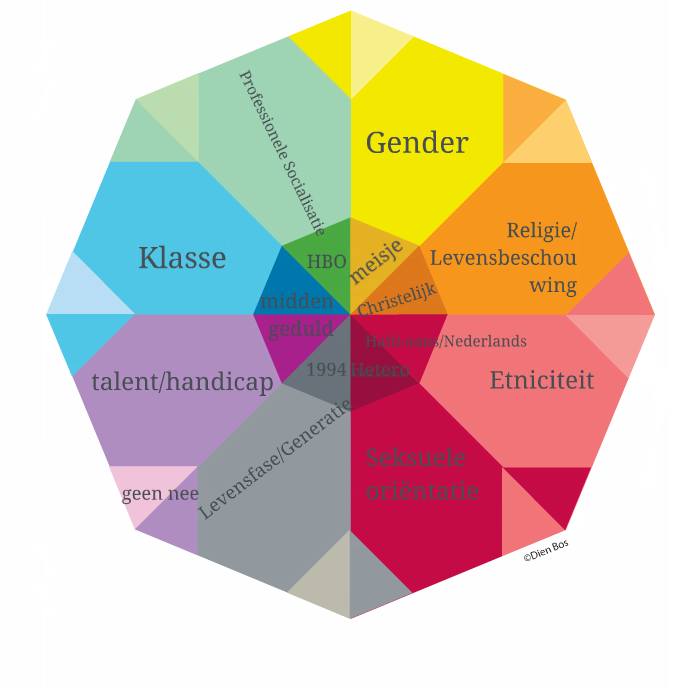 Professionele Socialisatie
Gender
Klasse
Religie/
Levensbeschou
wing
HBO
meisje
midden
Christelijk
geduld
1994
Hetero
/Nederlands
talent/handicap
Etniciteit
geen nee
Levensfase/Generatie
Seksuele
oriëntatie
©Dien Bos